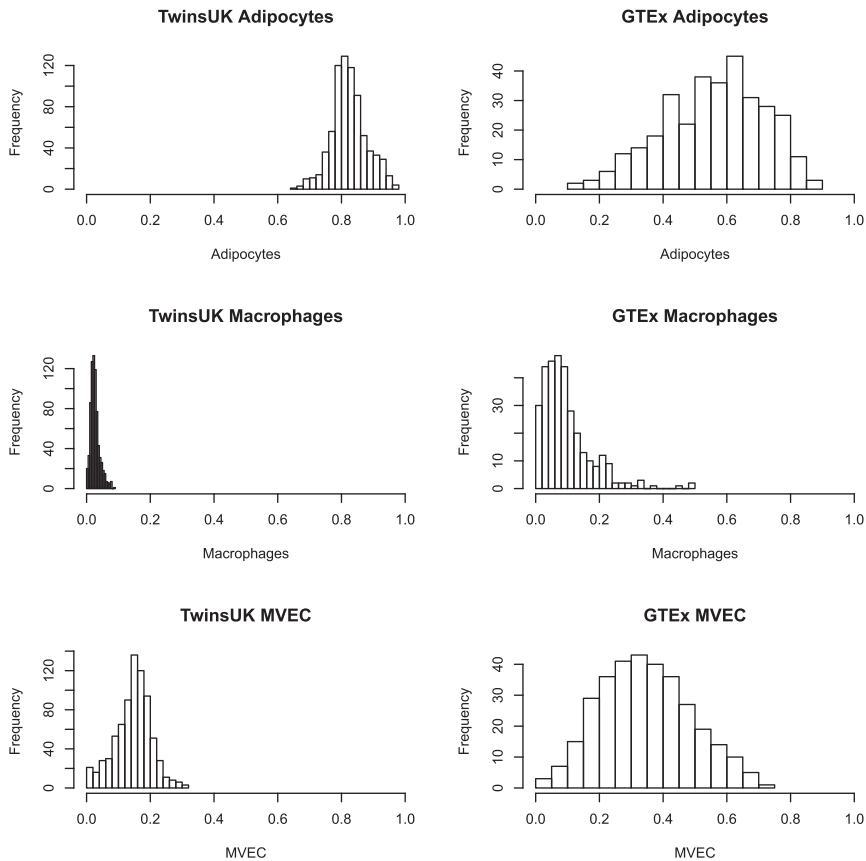 TwinsUK Adipocytes
Frequency
0 40 80 120
0.0 0.2 0.4 0.6 0.8 1.0
Adipocytes
GTEx Adipocytes
Frequency
0 10 20 30 40
0.0 0.2 0.4 0.6 0.8 1.0
Adipocytes
TwinsUK Macrophages
Frequency
0 40 80 120
0.0 0.2 0.4 0.6 0.8 1.0
Macrophages
GTEx Macrophages
Frequency
0 10 30
0.0 0.2 0.4 0.6 0.8 1.0
Macrophages
TwinsUK MVEC
Frequency
0 40 80 120
0.0 0.2 0.4 0.6 0.8 1.0
MVEC
GTEx MVEC
Frequency
0 10 20 30 40
0.0 0.2 0.4 0.6 0.8 1.0
MVEC